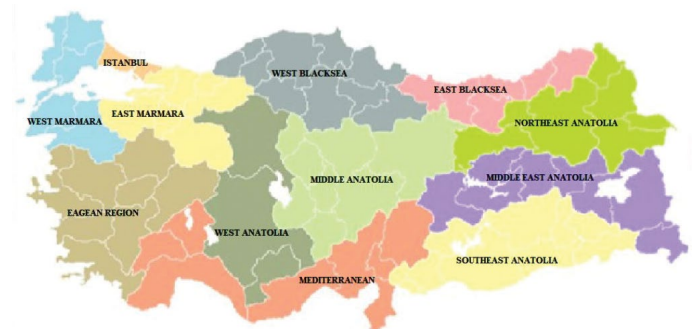 ISTANBUL
WEST BLACKSEA
EAST BLACKSEA
EAST MARMARA
WEST MARMARA
NORTHEAST ANATOLIA
MIDDLE ANATOLIA
MIDDLE EAST ANATOLIA
EAGEAN REGION
WEST ANATOLIA
SOUTHEAST ANATOLIA
MEDITERRANEAN